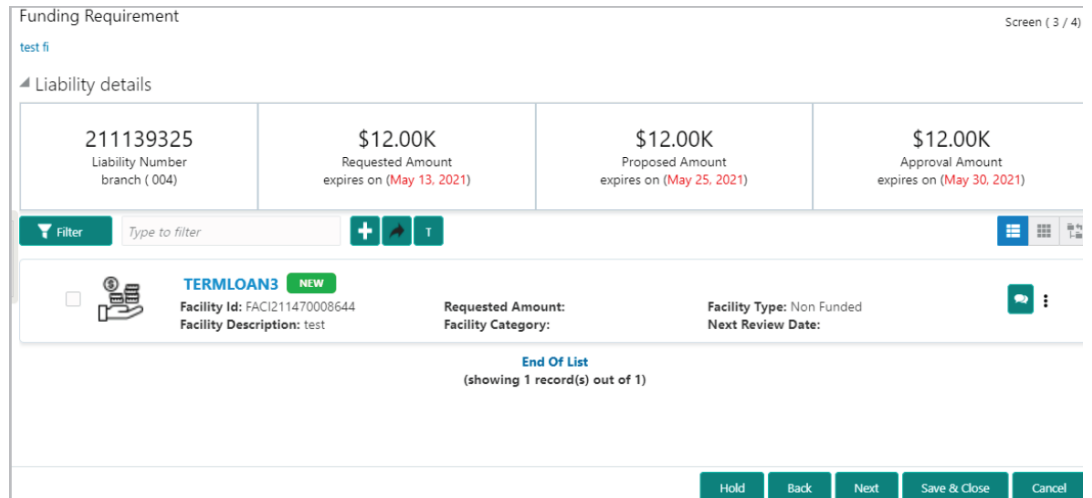 Funding Requirement
Screen ( 3 / 4)
test fi
Liability details
211139325
Liability Number
branch ( 004)
$12.00K
Requested Amount
expires on (May 13, 2021)
$12.00K
Proposed Amount
expires on (May 25, 2021)
$12.00K
Approval Amount
expires on (May 30, 2021)
Filter
Type to filter
T
TERMLOAN3 NEW
Facility Id: FACI211470008644
Requested Amount:
Facility Type: Non Funded
Facility Description: test
Facility Category:
Next Review Date:
End Of List
(showing 1 record(s) out of 1)
Hold
Back
Next
Save & Close
Cancel